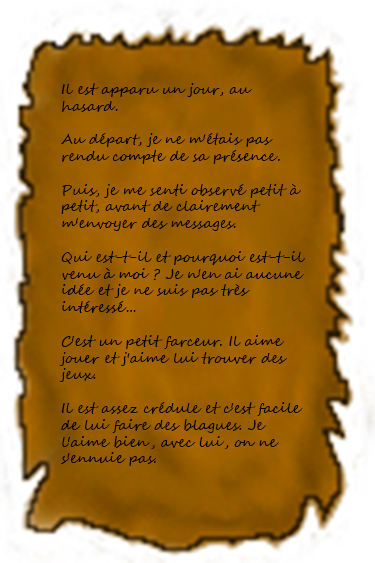 Il est apparu un jour, au
hasard.
Au départ, je ne m'étais pas
rendu compte de sa présence.
Puis, je me senti observé petit à
petit, avant de clairement
m'envoyer des messages.
Qui est-t-il et pourquoi est-t-il
venu à moi ? Je n'en ai aucune
idée et je ne suis pas très
intéressé...
C'est un petit farceur. Il aime
jouer et j'aime lui trouver des
jeux.
Il est assez crédule et c'est facile
de lui faire des blagues. Je
l'aime bien, avec lui, on ne
s'ennuie pas.